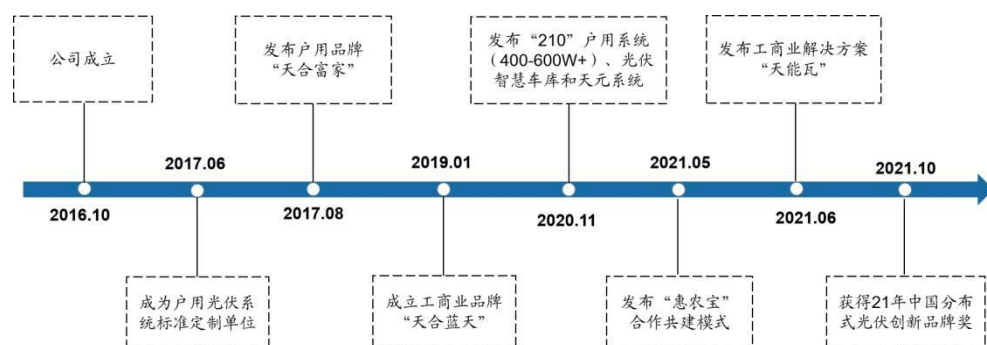 公司成立
发布户用品牌
“天合富家”
发布“210”户用系统
(400-600W+)、光伏
智慧车库和天元系统
发布工商业解决方案
“天能瓦”
2017.06
2019.01
2021.05
2021.10
2016.10
2017.08
2020.11
2021.06
成为户用光伏系
统标准定制单位
成立工商业品牌
“天合蓝天”
发布“惠农宝”
合作共建模式
获得21年中国分布
式光伏创新品牌奖